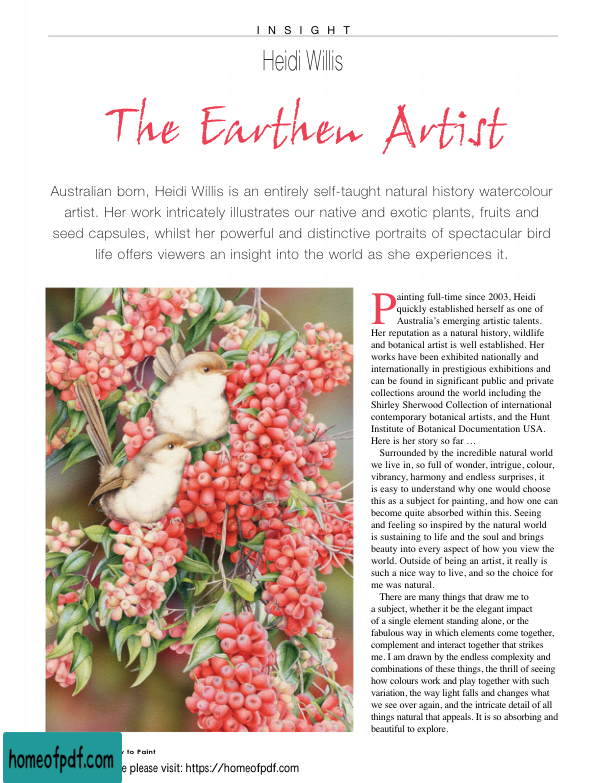 INSIGHT
Heidi Willis
The Earthen Artist
Australian born, Heidi Willis is an entirely self-taught natural history watercolour
artist. Her work intricately illustrates our native and exotic plants, fruits and
seed capsules, whilst her powerful and distinctive portraits of spectacular bird
life offers viewers an insight into the world as she experiences it.
Painting full-time since 2003, Heidi
quickly established herself as one of
Australia's emerging artistic talents.
Her reputation as a natural history, wildlife
and botanical artist is well established. Her
works have been exhibited nationally and
internationally in prestigious exhibitions and
can be found in significant public and private
collections around the world including the
Shirley Sherwood Collection of international
contemporary botanical artists, and the Hunt
Institute of Botanical Documentation USA.
Here is her story so far …
Surrounded by the incredible natural world
we live in, so full of wonder, intrigue, colour,
vibrancy, harmony and endless surprises, it
is easy to understand why one would choose
this as a subject for painting, and how one can
become quite absorbed within this. Seeing
and feeling so inspired by the natural world
is sustaining to life and the soul and brings
beauty into every aspect of how you view the
world. Outside of being an artist, it really is
such a nice way to live, and so the choice for
me was natural.
There are many things that draw me to
a subject, whether it be the elegant impact
of a single element standing alone, or the
fabulous way in which elements come together,
complement and interact together that strikes
me. I am drawn by the endless complexity and
combinations of these things, the thrill of seeing
how colours work and play together with such
variation, the way light falls and changes what
we see over again, and the intricate detail of all
things natural that appeals. It is so absorbing and
beautiful to explore.
to Paint
homeofpdf.com
please visit: https://homeofpdf.com